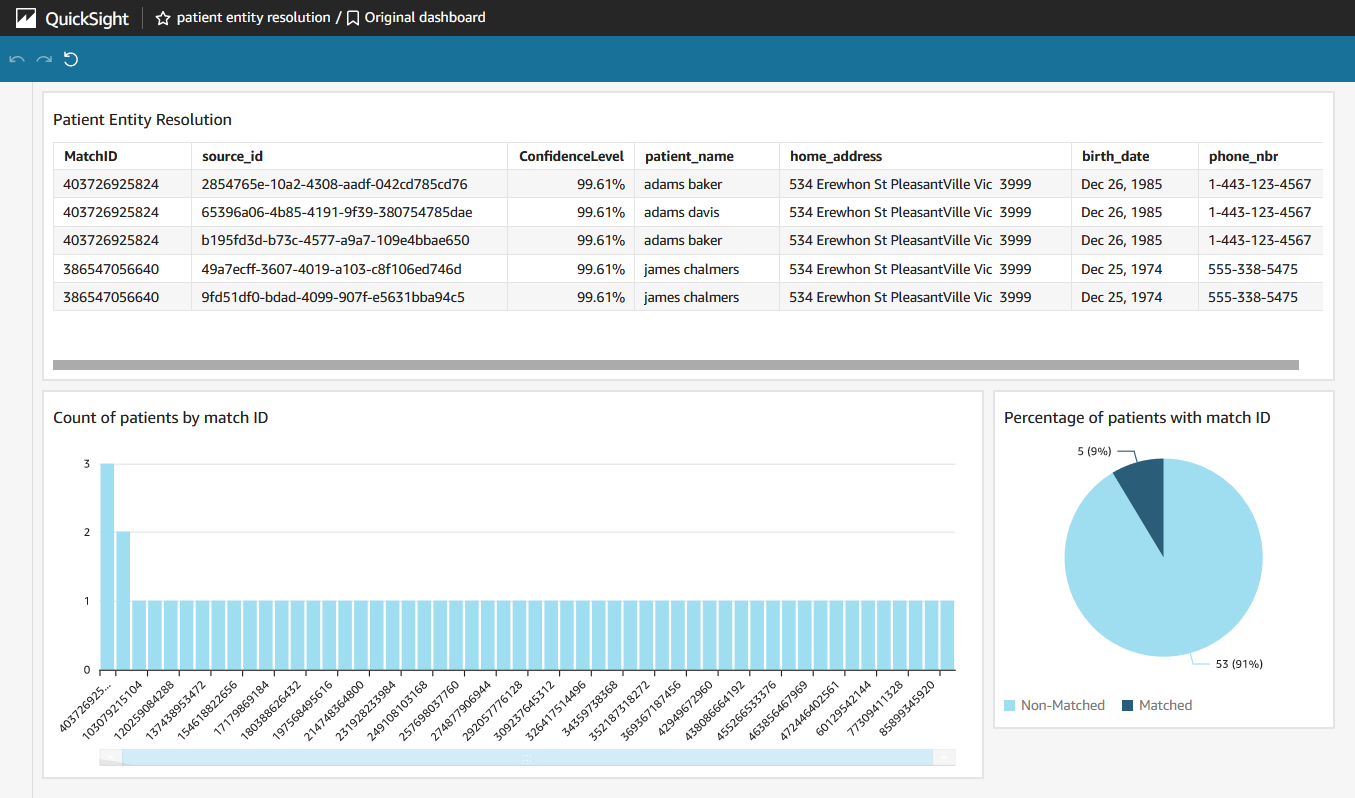 QuickSight patient entity resolution / Original dashboard
Patient Entity Resolution
MatchID source_id ConfidenceLevel patient_name home_address birth_date phone_nbr
403726925824 2854765e-10a2-4308-aadf-042cd785cd76 99.61% adams baker 534 Erewhon St PleasantVille Vic 3999 Dec 26, 1985 1-443-123-4567
403726925824 65396a06-4b85-4191-9f39-380754785dae 99.61% adams davis 534 Erewhon St PleasantVille Vic 3999 Dec 26, 1985 1-443-123-4567
403726925824 b195fd3d-b73c-4577-a9a7-109e4bbae650 99.61% adams baker 534 Erewhon St PleasantVille Vic 3999 Dec 26, 1985 1-443-123-4567
386547056640 49a7ecff-3607-4019-a103-c8f106ed746d 99.61% james chalmers 534 Erewhon St PleasantVille Vic 3999 Dec 25, 1974 555-338-5475
386547056640 9fd51df0-bdad-4099-907f-e5631bba94c5 99.61% james chalmers 534 Erewhon St PleasantVille Vic 3999 Dec 25, 1974 555-338-5475
Count of patients by match ID
3
2
1
0
403726925...
103079215104
120259084288
137438953472
154618822656
17179869184
180388626432
197568495616
214748364800
231928233984
249108103168
257698037760
274877906944
292057776128
309237645312
326417514496
34359738368
352187318272
369367187456
42949672960
438086664192
455266533376
463856467969
472446402561
60129542144
77309411328
85899345920
Percentage of patients with match ID
5 (9%)
53 (91%)
Non-Matched
Matched